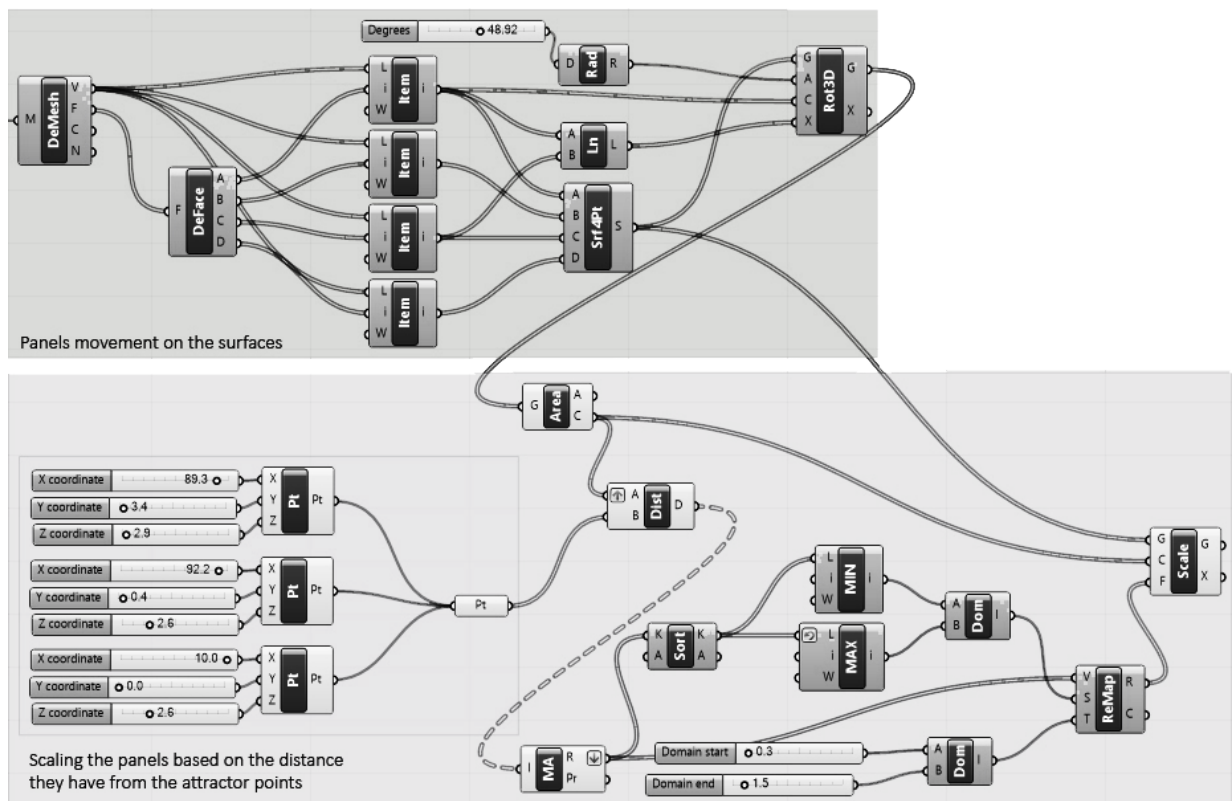 Degrees 48.92
M DeMesh V F C N
F DeFace A B C D
L i W Item i
L i W Item i
L i W Item i
L i W Item i
D Rad R
A B Ln L
A B C D Srf4Pt S
G A C X Rot3D G X
Panels movement on the surfaces
G Area A C
X coordinate 89.3
Y coordinate 3.4
Z coordinate 2.9
X Y Z Pt Pt
X coordinate 92.2
Y coordinate 0.4
Z coordinate 2.6
X Y Z Pt Pt
X coordinate 10.0
Y coordinate 0.0
Z coordinate 2.6
X Y Z Pt Pt
Pt
A B Dist D
I MA R Pr
K A Sort K A
L i W MIN i
L i W MAX i
A B Dom I
Domain start 0.3
Domain end 1.5
A B Dom I
V S T ReMap R C
G C F Scale G X
Scaling the panels based on the distance
they have from the attractor points